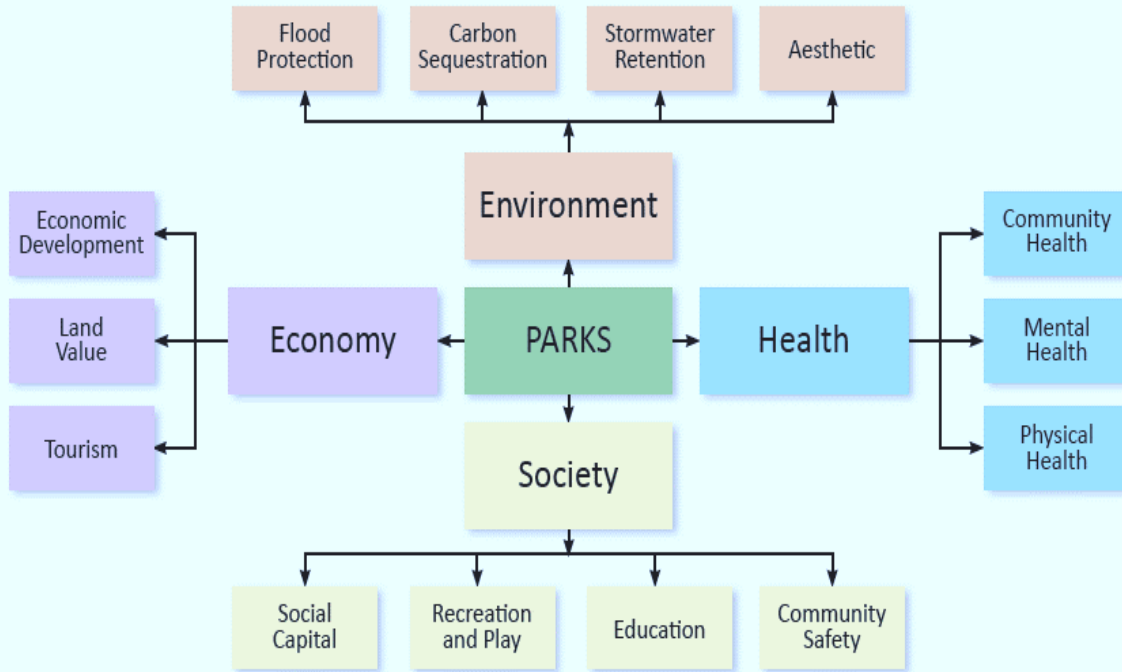 Flood
Protection
Carbon
Sequestration
Stormwater
Retention
Aesthetic
Environment
Economic
Development
Land
Value
Tourism
Economy
PARKS
Health
Community
Health
Mental
Health
Physical
Health
Society
Social
Capital
Recreation
and Play
Education
Community
Safety